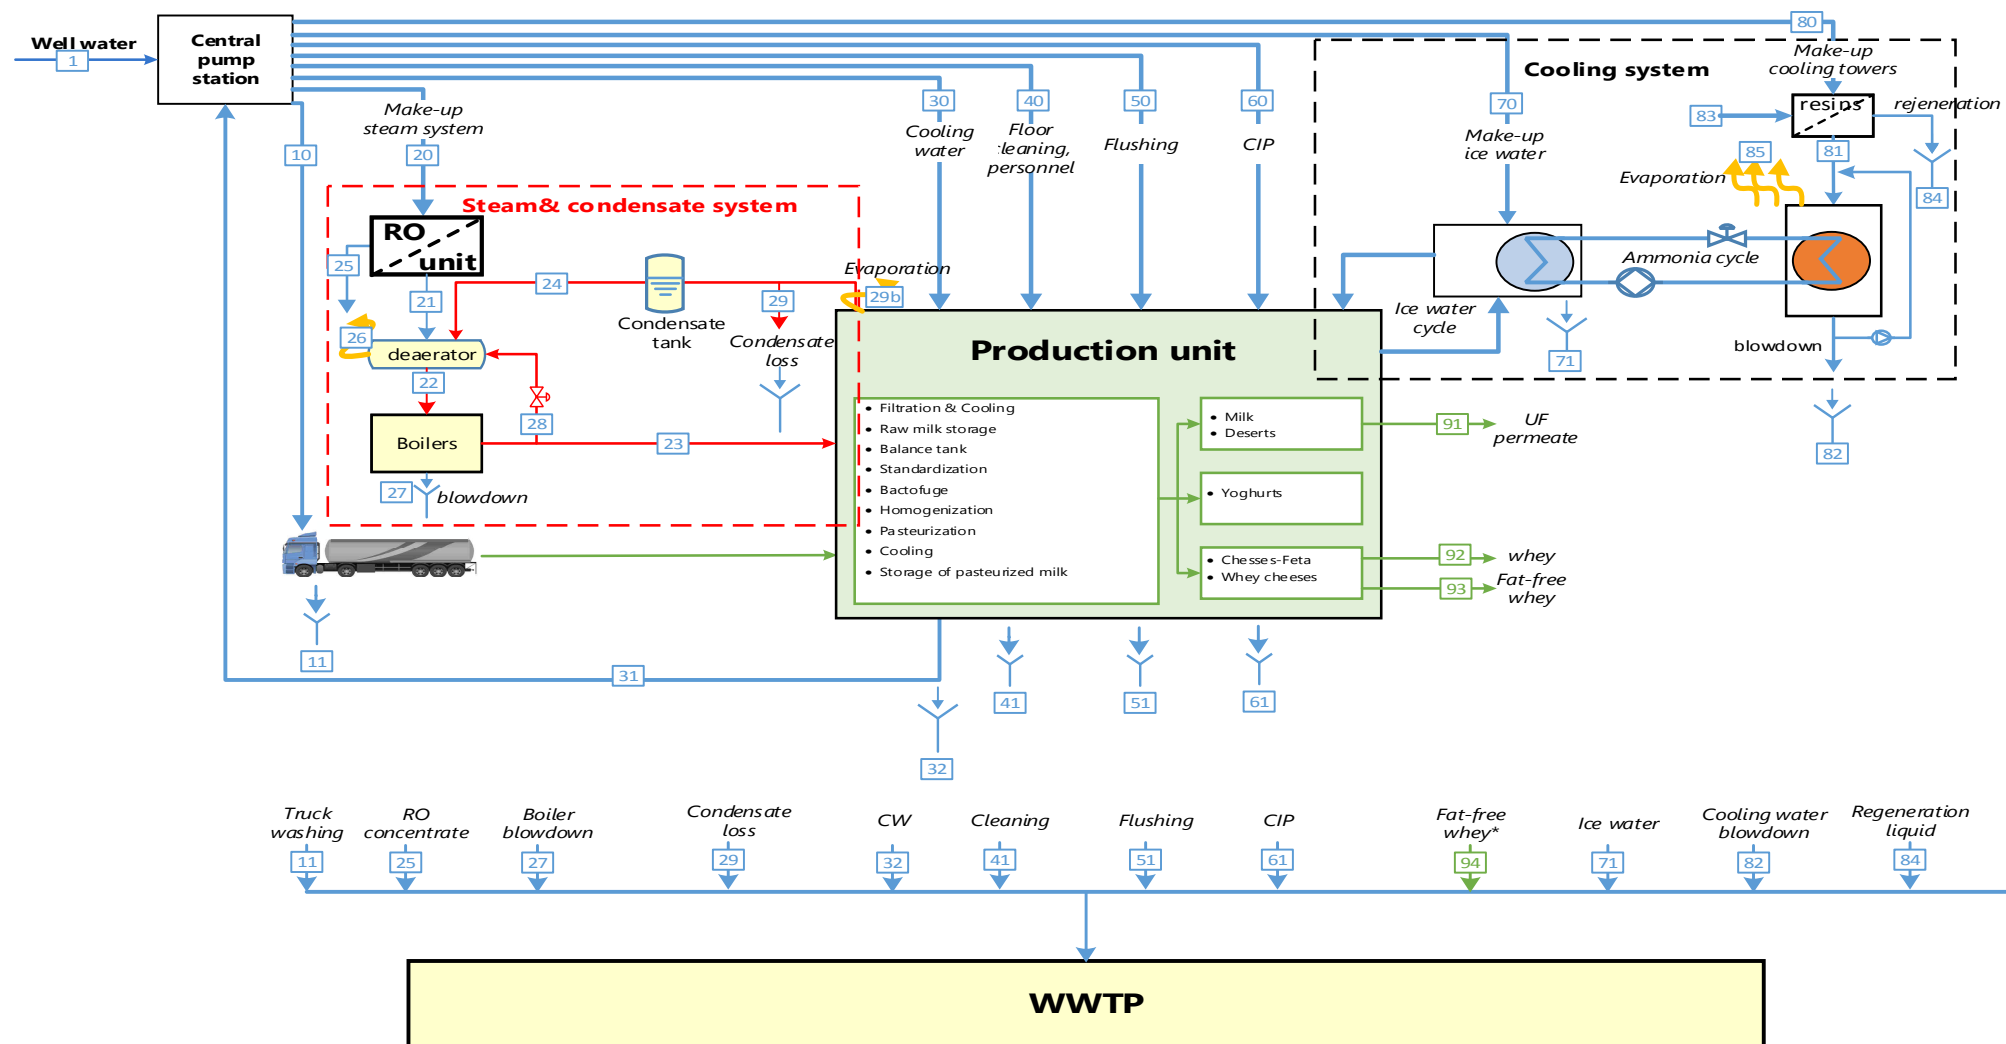 Well water
1
Central
pump
station
80
Make-up
cooling towers
Cooling system
resins
rejeneration
83
81
85
84
Evaporation
10
Make-up
steam system
20
30
Cooling
water
40
Floor
cleaning,
personnel
50
Flushing
60
CIP
70
Make-up
ice water
Steam& condensate system
RO
unit
25
21
24
Evaporation
29b
29
Condensate
tank
Condensate
loss
26
deaerator
22
28
Boilers
23
27
blowdown
Ammonia cycle
Ice water
cycle
71
blowdown
82
Production unit
• Filtration & Cooling
• Raw milk storage
• Balance tank
• Standardization
• Bactofuge
• Homogenization
• Pasteurization
• Cooling
• Storage of pasteurized milk
• Milk
• Deserts
• Yoghurts
• Chesses-Feta
• Whey cheeses
91
UF
permeate
92
whey
93
Fat-free
whey
11
31
32
41
51
61
Truck
washing
11
RO
concentrate
25
Boiler
blowdown
27
Condensate
loss
29
CW
32
Cleaning
41
Flushing
51
CIP
61
Fat-free
whey*
94
Ice water
71
Cooling water
blowdown
82
Regeneration
liquid
84
WWTP